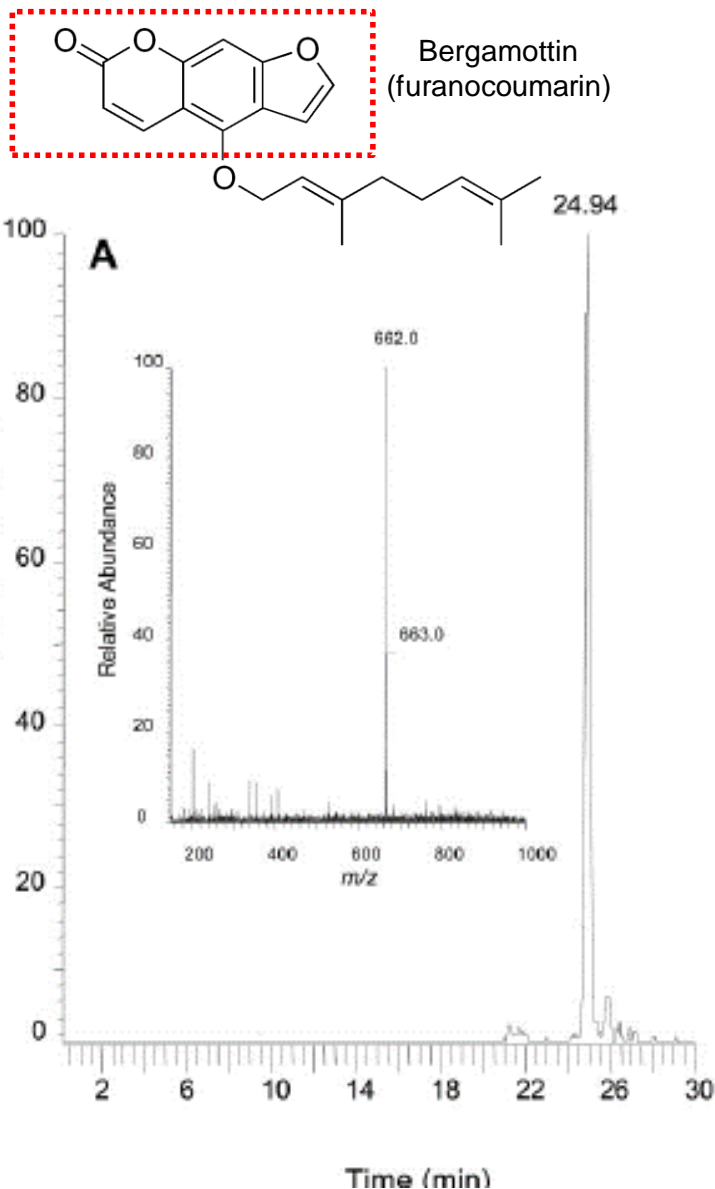 O
O
O
Bergamottin
(furanocoumarin)
O
24.94
100
A
662.0
100
80
80
60
60
Relative Abundance
40
663.0
40
20
0
200 400 600 800 1000
m/z
20
0
2 6 10 14 18 22 26 30
Time (min)